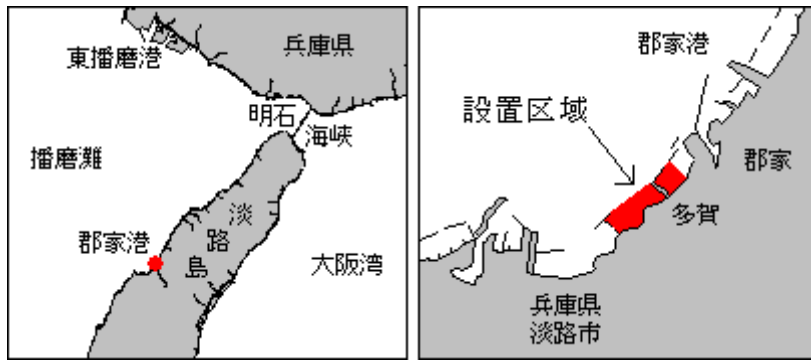 兵庫県
東播磨港
明石
海峡
播磨灘
淡路島
郡家港
大阪湾
郡家港
設置区域
郡家
多賀
兵庫県
淡路市